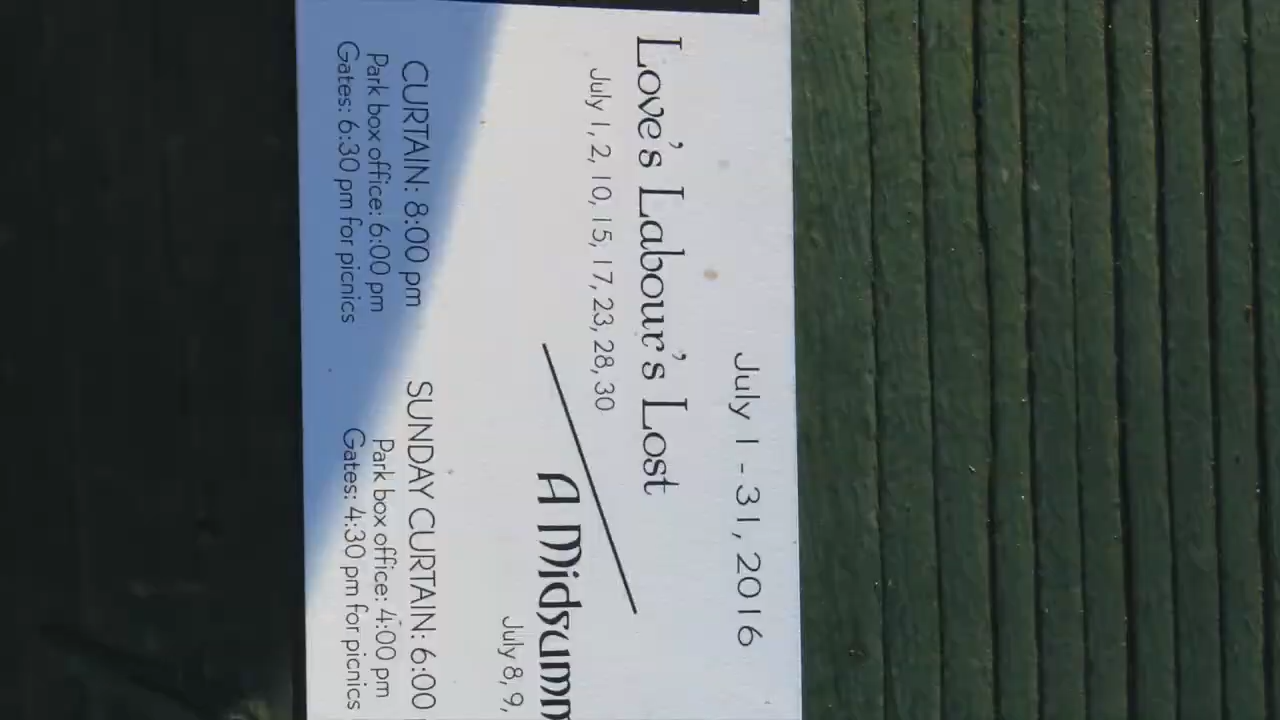 July 1 - 31, 2016
Love's Labour's Lost
July 1, 2, 10, 15, 17, 23, 28, 30
A Midsumm
July 8, 9,
CURTAIN: 8:00 pm
Park box office: 6:00 pm
Gates: 6:30 pm for picnics
SUNDAY CURTAIN: 6:00
Park box office: 4:00 pm
Gates: 4:30 pm for picnics